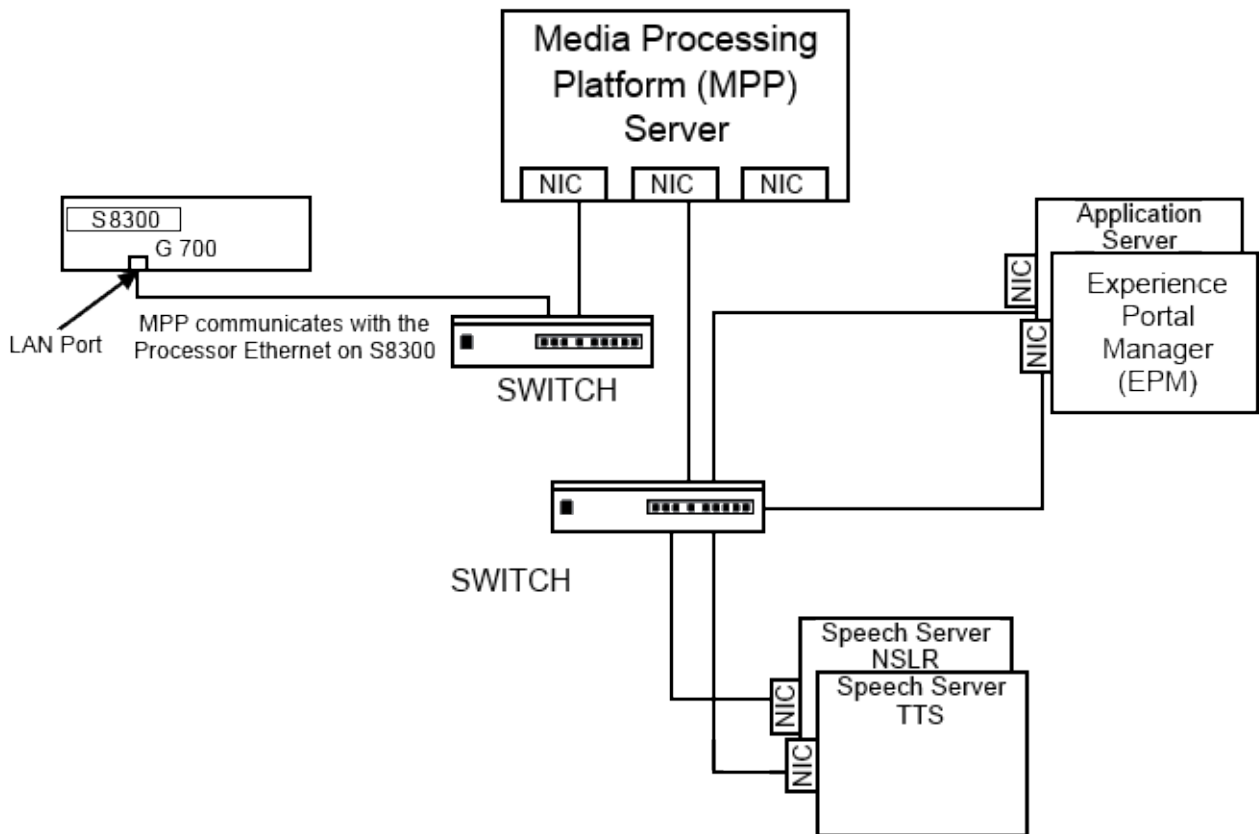 Media Processing
Platform (MPP)
Server
NIC
NIC
NIC
S8300
G 700
LAN Port
MPP communicates with the
Processor Ethernet on S8300
SWITCH
Application
Server
NIC
Experience
Portal
Manager
(EPM)
NIC
SWITCH
Speech Server
NSLR
NIC
Speech Server
TTS
NIC